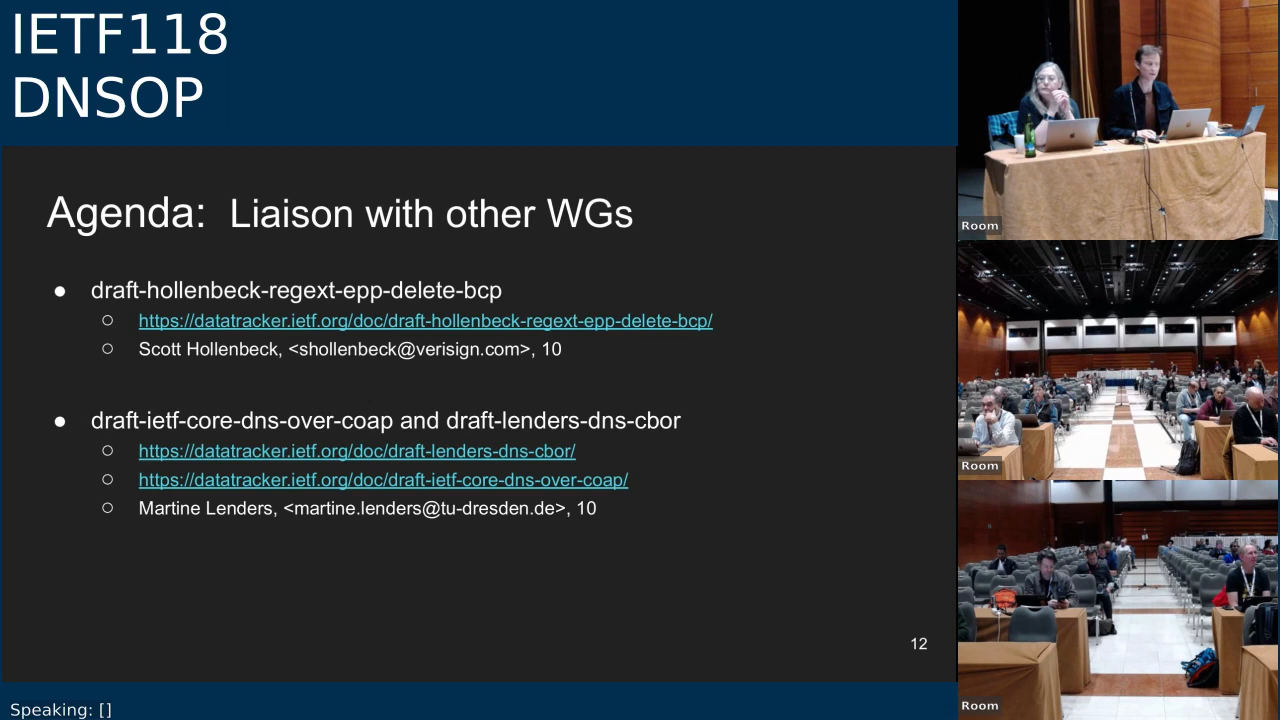 IETF118
DNSOP
Agenda: Liaison with other WGs
● draft-hollenbeck-regext-epp-delete-bcp
○ https://datatracker.ietf.org/doc/draft-hollenbeck-regext-epp-delete-bcp/
○ Scott Hollenbeck, <shollenbeck@verisign.com>, 10
● draft-ietf-core-dns-over-coap and draft-lenders-dns-cbor
○ https://datatracker.ietf.org/doc/draft-lenders-dns-cbor/
○ https://datatracker.ietf.org/doc/draft-ietf-core-dns-over-coap/
○ Martine Lenders, <martine.lenders@tu-dresden.de>, 10
12
Speaking: []
Room
Room
Room